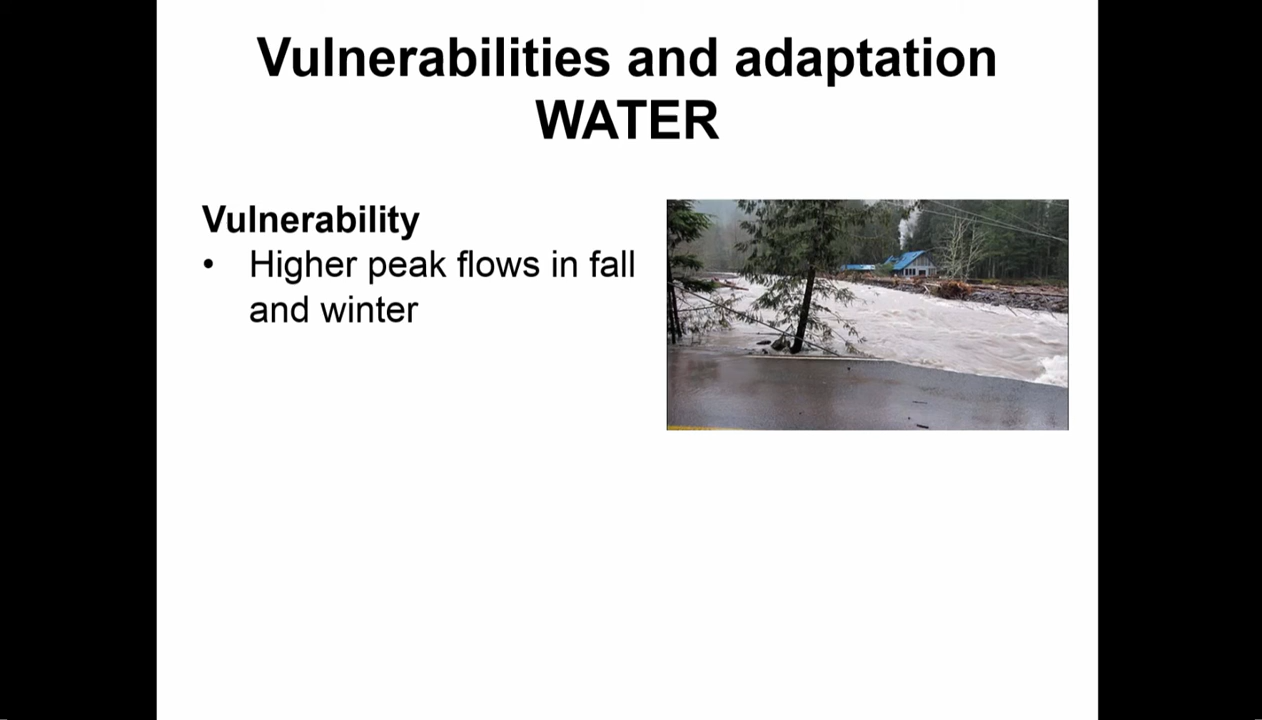 Vulnerabilities and adaptation
WATER
Vulnerability
• Higher peak flows in fall
and winter